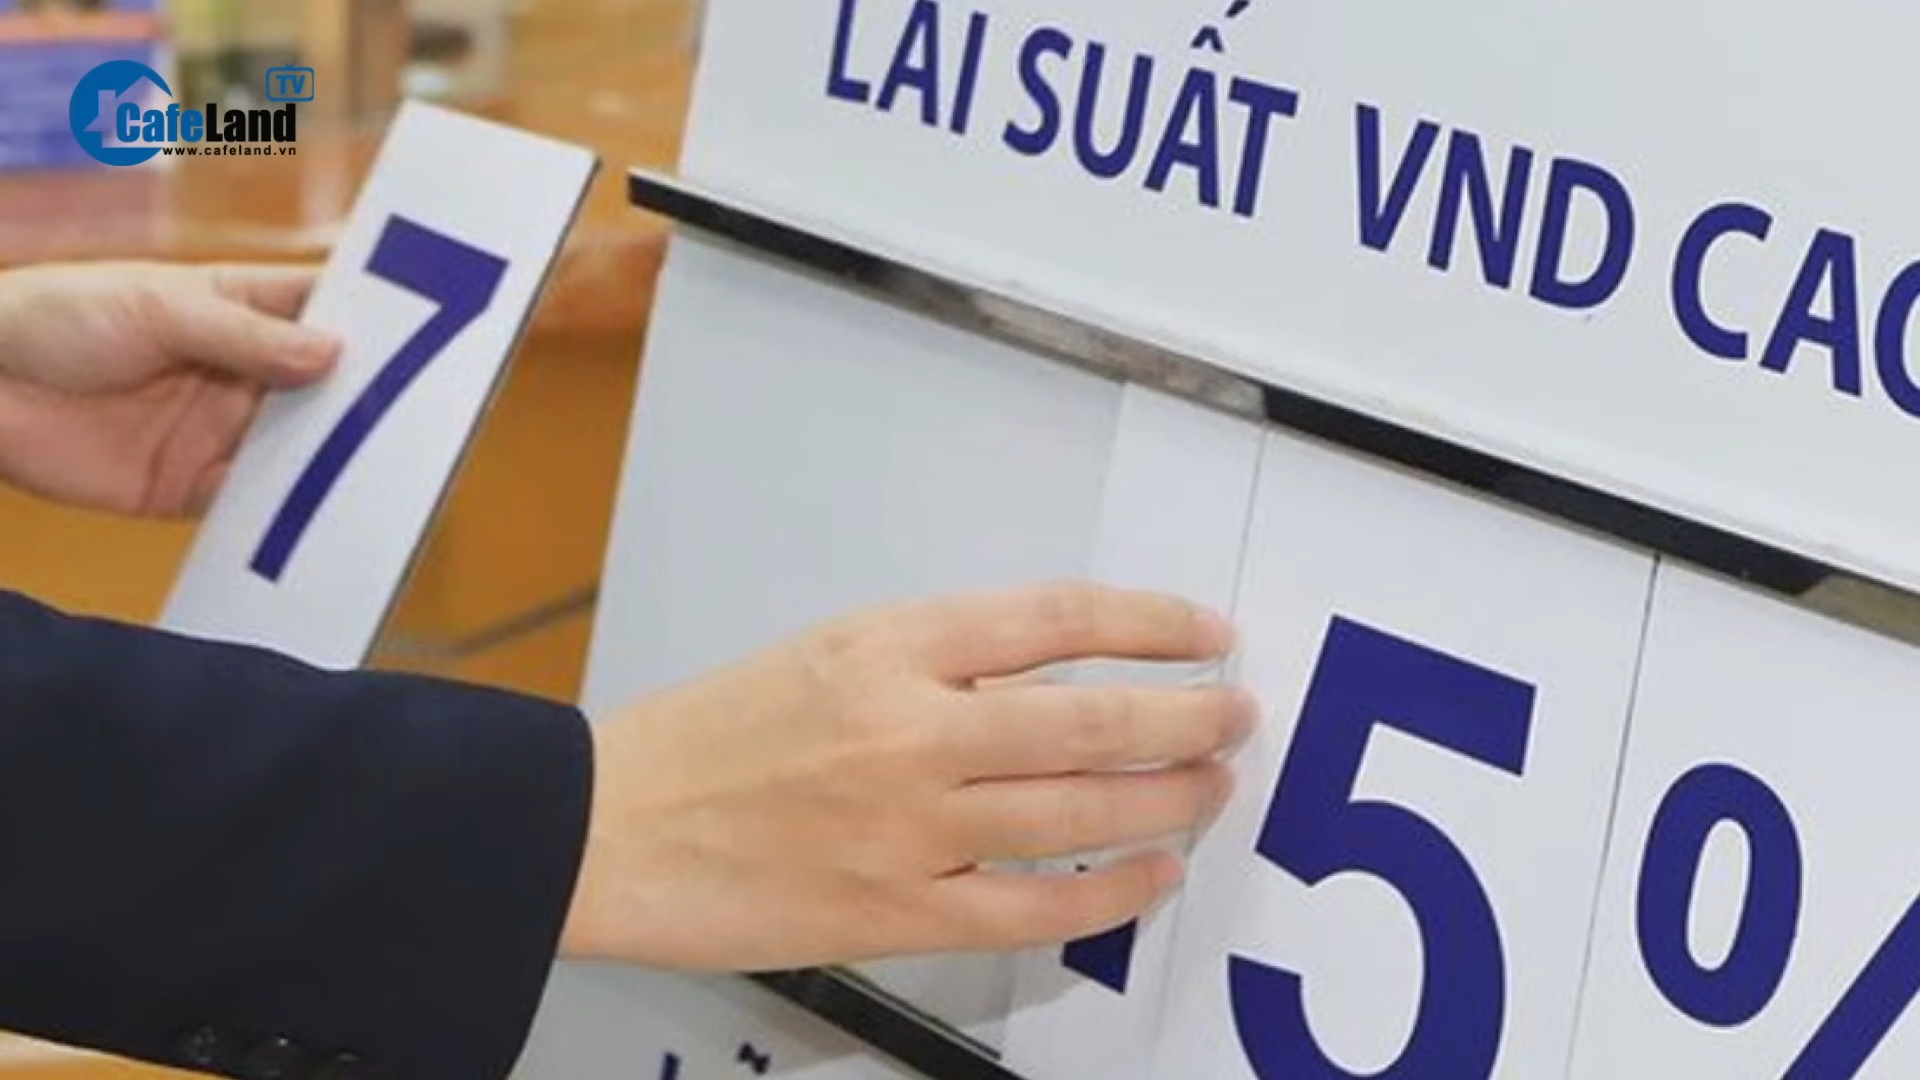 TV
CafeLand
www.cafeland.vn
LÃI SUẤT VND CAO
7
5%